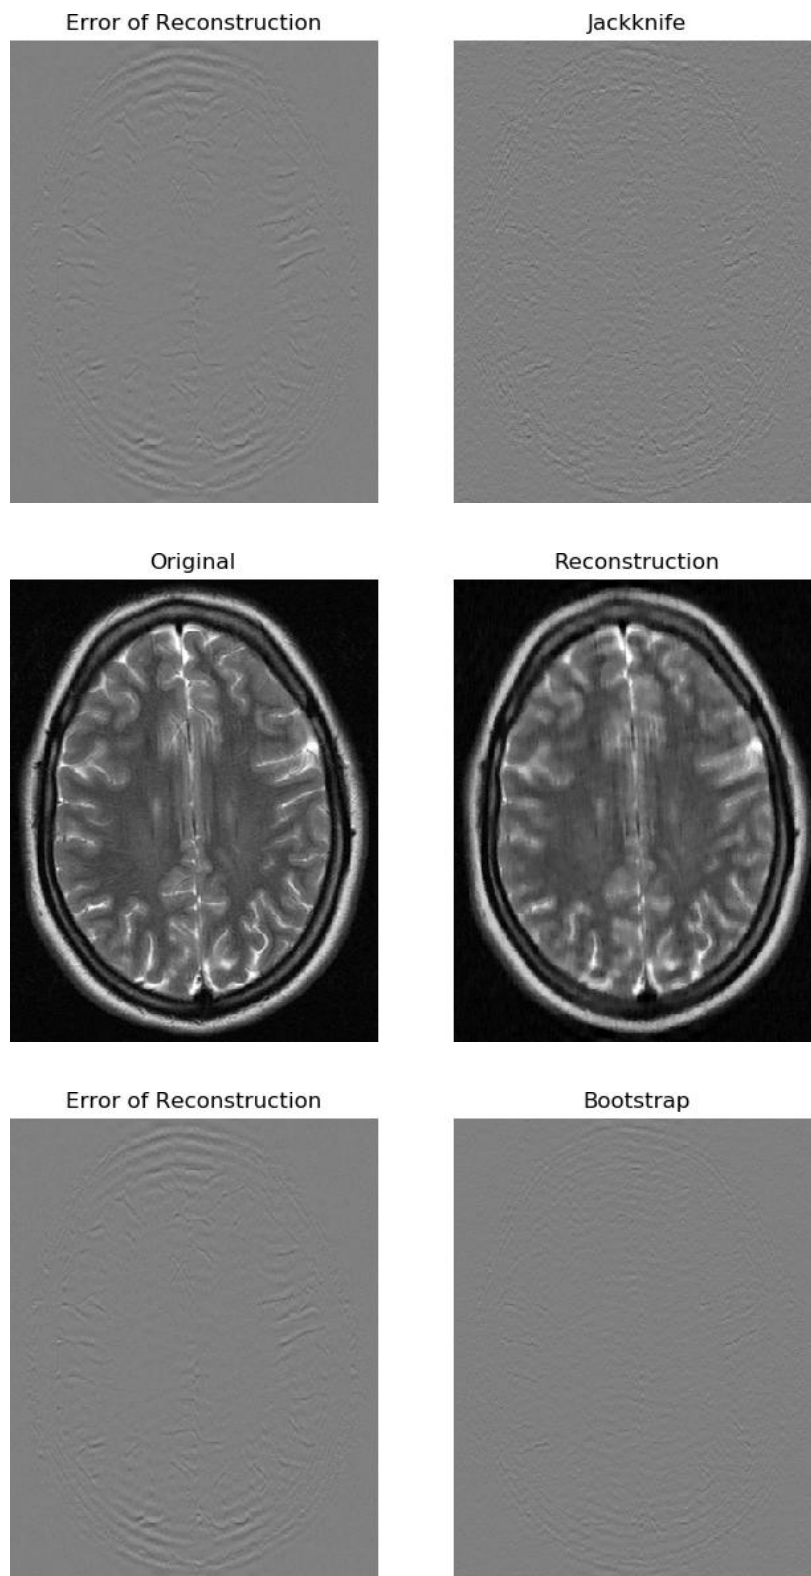 Error of Reconstruction
Jackknife
Original
Reconstruction
Error of Reconstruction
Bootstrap